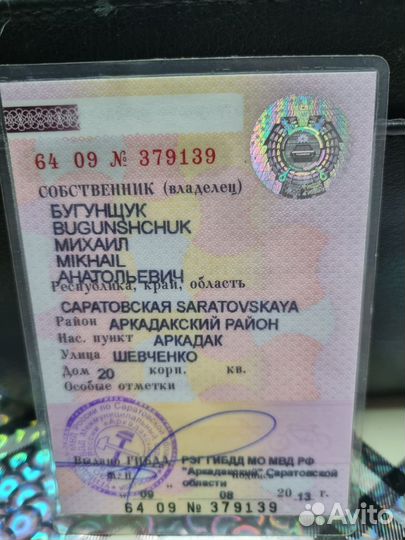 64 09 № 379139
СОБСТВЕННИК (владелец)
БУГУНЩУК
BUGUNSHCHUK
МИХАИЛ
MIKHAIL
АНАТОЛЬЕВИЧ
Республика, край, область
САРАТОВСКАЯ SARATOVSKAYA
Район АРКАДАКСКИЙ РАЙОН
Нас. пункт АРКАДАК
Улица ШЕВЧЕНКО
Дом 20 корп. кв.
Особые отметки
Выдано ГИБДД РЭГ ГИБДД МО МВД РФ
"Аркадакский" Саратовской
области
09 08 2013 г.
64 09 № 379139
Avito